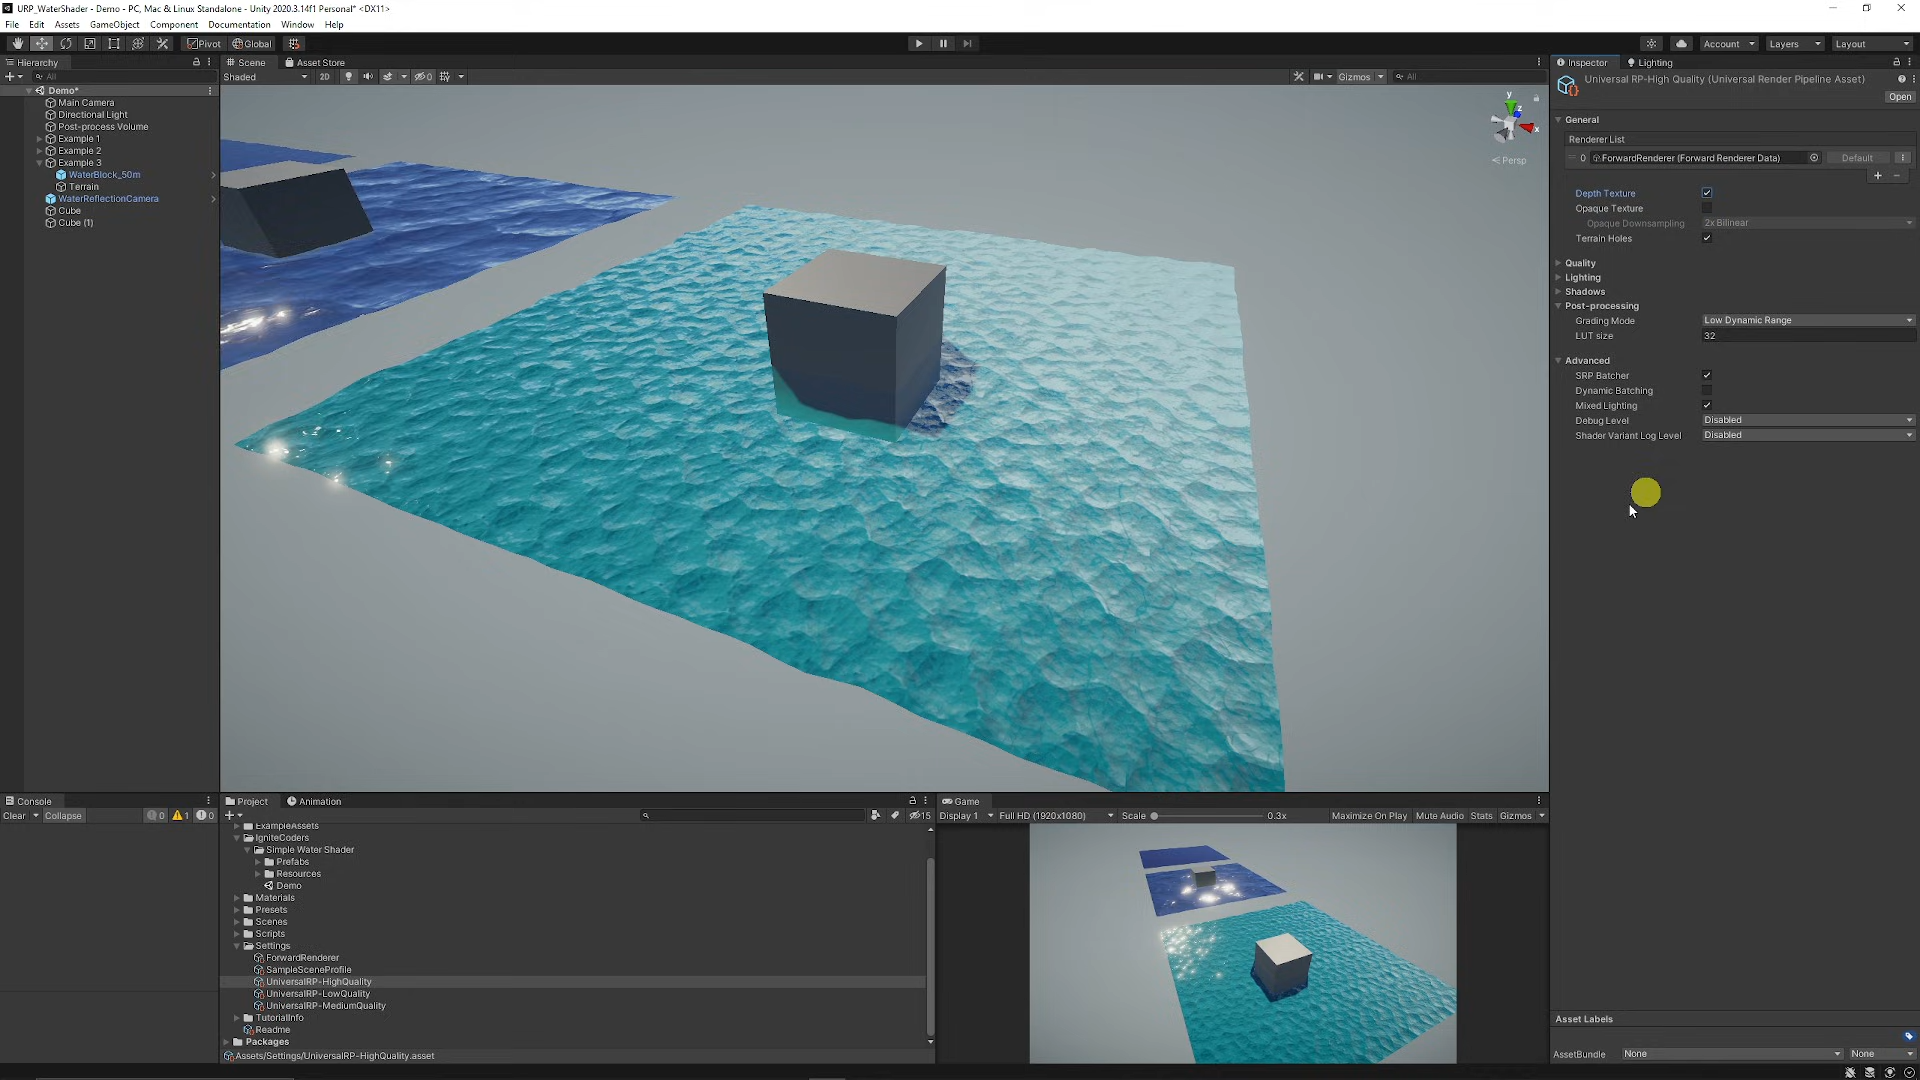 URP_WaterShader - Demo - PC, Mac & Linux Standalone - Unity 2020.3.14f1 Personal* <DX11>
File Edit Assets GameObject Component Tools Documentation Window Help
Pivot Global
Account Layers Layout
Hierarchy
All
Demo*
Main Camera
Directional Light
Post-process Volume
Example 1
Example 2
Example 3
WaterBlock_50m
Terrain
WaterReflectionCamera
Cube
Cube (1)
Scene Asset Store
Shaded 2D 0 Gizmos All
y
z
x
Persp
Inspector Lighting
Universal RP-High Quality (Universal Render Pipeline Asset)
Open
General
Renderer List
0 ForwardRenderer (Forward Renderer Data) Default
+ −
Depth Texture
Opaque Texture
Opaque Downsampling 2x Bilinear
Terrain Holes
Quality
Lighting
Shadows
Post-processing
Grading Mode Low Dynamic Range
LUT size 32
Advanced
SRP Batcher
Dynamic Batching
Mixed Lighting
Debug Level Disabled
Shader Variant Log Level Disabled
Asset Labels
AssetBundle None None
Console
Clear Collapse 0 1 0
Project Animation
15
ExampleAssets
IgniteCoders
Simple Water Shader
Prefabs
Resources
Demo
Materials
Presets
Scenes
Scripts
Settings
ForwardRenderer
SampleSceneProfile
UniversalRP-HighQuality
UniversalRP-LowQuality
UniversalRP-MediumQuality
TutorialInfo
Readme
Packages
Assets/Settings/UniversalRP-HighQuality.asset
Game
Display 1 Full HD (1920x1080) Scale 0.3x Maximize On Play Mute Audio Stats Gizmos